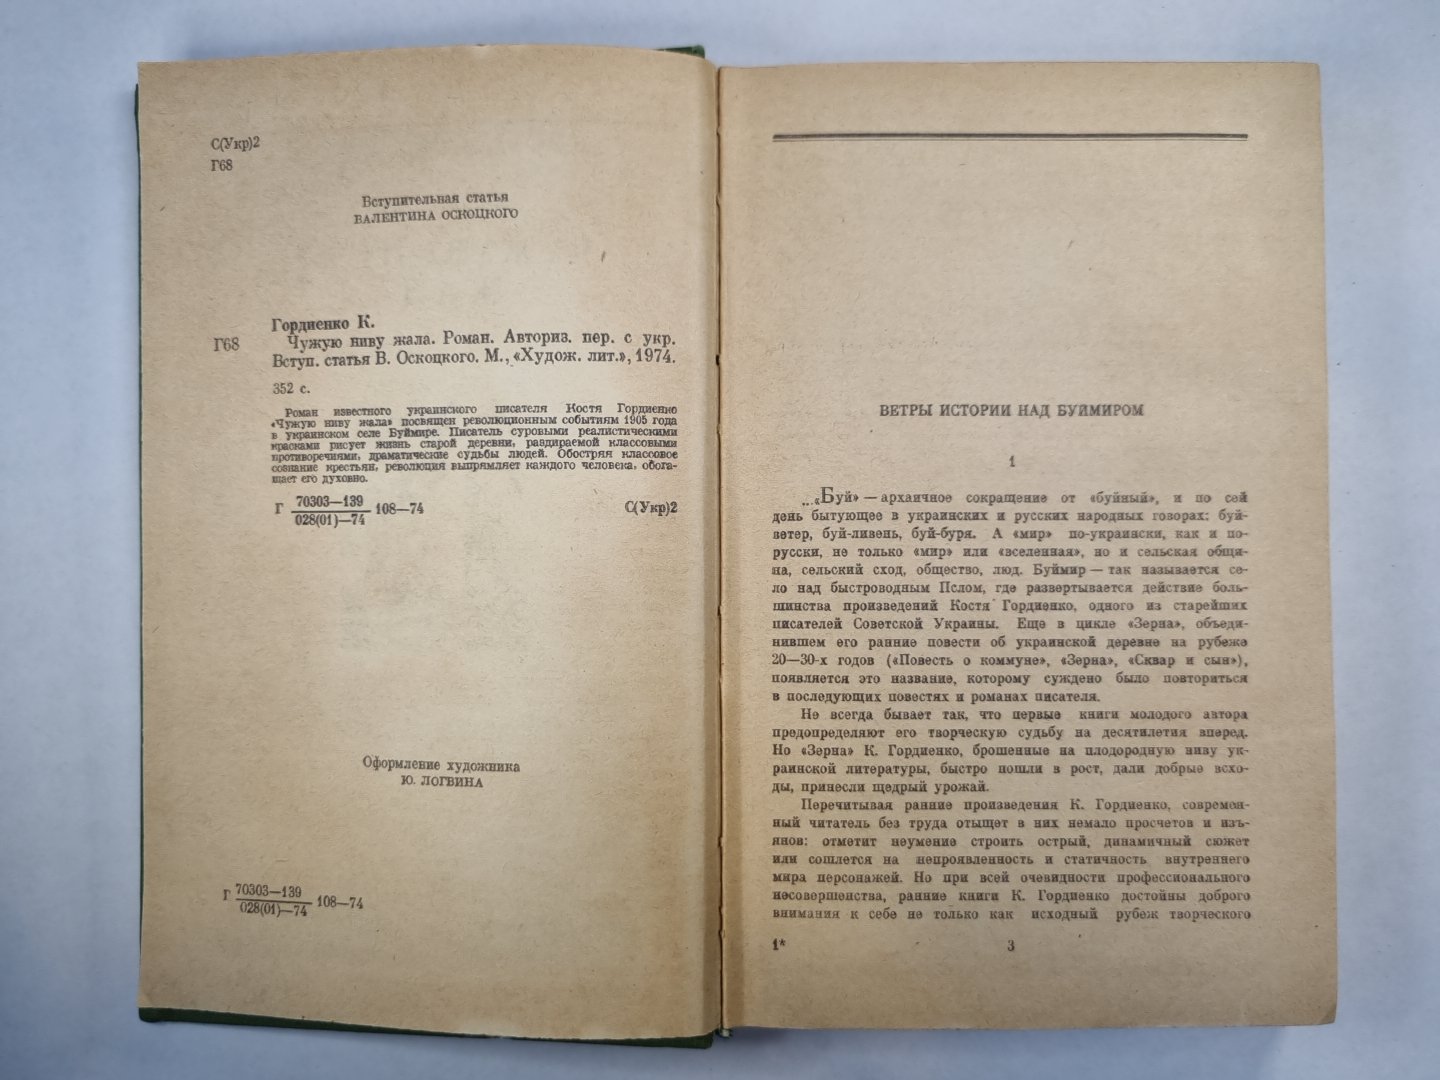 С(Укр)2
Г68
Вступительная статья
ВАЛЕНТИНА ОСКОЦКОГО
Гордиенко К.
Г68 Чужую ниву жала. Роман. Авториз. пер. с укр.
Вступ. статья В. Оскоцкого. М., «Худож. лит.», 1974.
352 с.
Роман известного украинского писателя Костя Гордиенко
«Чужую ниву жала» посвящен революционным событиям 1905 года
в украинском селе Буймире. Писатель суровыми реалистическими
красками рисует жизнь старой деревни, раздираемой классовыми
противоречиями, драматические судьбы людей. Обостряя классовое
сознание крестьян, революция выпрямляет каждого человека, обога-
щает его духовно.
Г 70303—139 108—74 С(Укр)2
028(01)—74
Оформление художника
Ю. ЛОГВИНА
Г 70303—139 108—74
028(01)—74
ВЕТРЫ ИСТОРИИ НАД БУЙМИРОМ
1
...«Буй» — архаичное сокращение от «буйный», и по сей
день бытующее в украинских и русских народных говорах: буй-
ветер, буй-ливень, буй-буря. А «мир» по-украински, как и по-
русски, не только «мир» или «вселенная», но и сельская общи-
на, сельский сход, общество, люд. Буймир — так называется се-
ло над быстроводным Пслом, где развертывается действие боль-
шинства произведений Костя Гордиенко, одного из старейших
писателей Советской Украины. Еще в цикле «Зерна», объеди-
нившем его ранние повести об украинской деревне на рубеже
20—30-х годов («Повесть о коммуне», «Зерна», «Сквар и сын»),
появляется это название, которому суждено было повториться
в последующих повестях и романах писателя.
Не всегда бывает так, что первые книги молодого автора
предопределяют его творческую судьбу на десятилетия вперед.
Но «Зерна» К. Гордиенко, брошенные на плодородную ниву ук-
раинской литературы, быстро пошли в рост, дали добрые всхо-
ды, принесли щедрый урожай.
Перечитывая ранние произведения К. Гордиенко, современ-
ный читатель без труда отыщет в них немало просчетов и изъ-
янов: отметит неумение строить острый, динамичный сюжет
или сошлется на непроявленность и статичность внутреннего
мира персонажей. Но при всей очевидности профессионального
несовершенства, ранние книги К. Гордиенко достойны доброго
внимания к себе не только как исходный рубеж творческого
1* 3